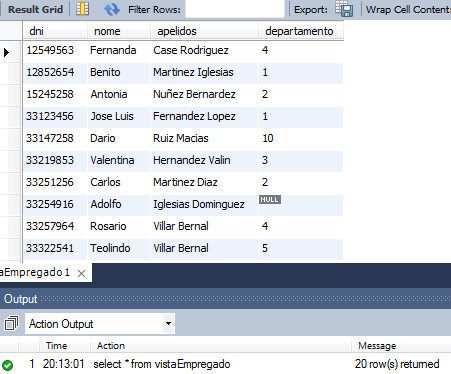 Result Grid Filter Rows: Export: Wrap Cell Content:
dni nome apelidos departamento
12549563 Fernanda Case Rodriguez 4
12852654 Benito Martinez Iglesias 1
15245258 Antonia Nuñez Bernardez 2
33123456 Jose Luis Fernandez Lopez 1
33147258 Dario Ruiz Macias 10
33219853 Valentina Hernandez Valin 3
33251256 Carlos Martinez Diaz 2
33254916 Adolfo Iglesias Dominguez NULL
33257964 Rosario Villar Bernal 4
33322541 Teolindo Villar Bernal 5
aEmpregado 1 ×
Output
Action Output
Time Action Message
1 20:13:01 select * from vistaEmpregado 20 row(s) returned